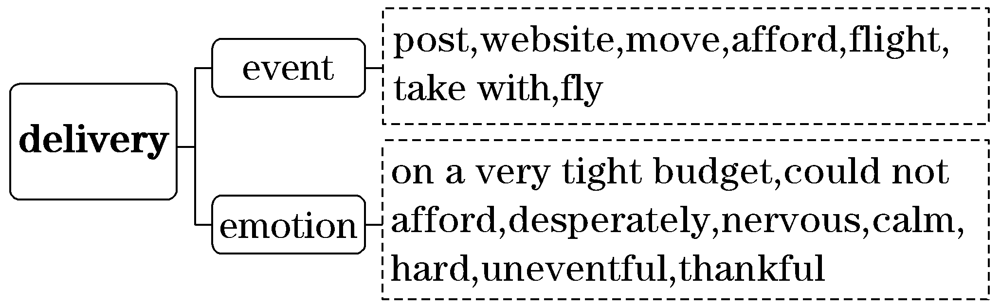 delivery
event
post,website,move,afford,flight,
take with,fly
emotion
on a very tight budget,could not
afford,desperately,nervous,calm,
hard,uneventful,thankful